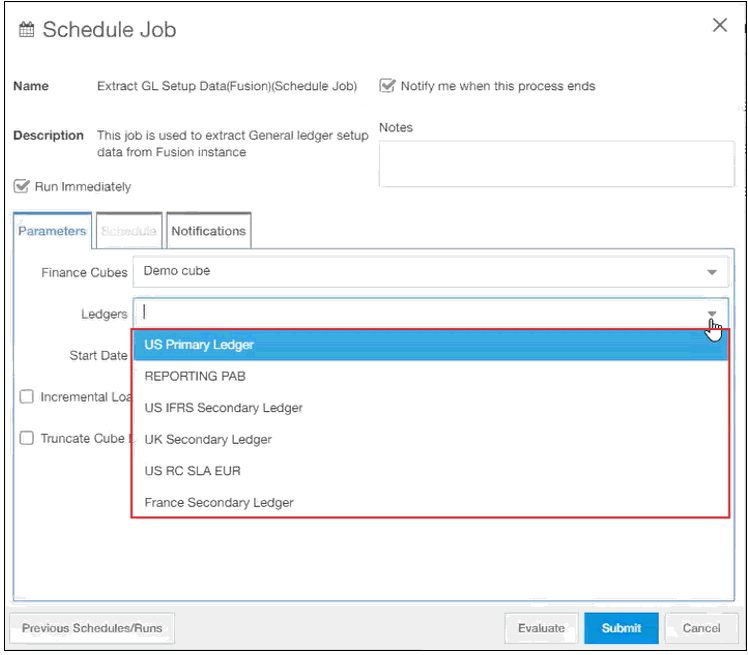 Schedule Job
Name Extract GL Setup Data(Fusion)(Schedule Job) Notify me when this process ends
Description This job is used to extract General ledger setup
data from Fusion instance
Notes
Run Immediately
Parameters Schedule Notifications
Finance Cubes Demo cube
Ledgers
US Primary Ledger
Start Date
REPORTING PAB
Incremental Loa
US IFRS Secondary Ledger
Truncate Cube
UK Secondary Ledger
US RC SLA EUR
France Secondary Ledger
Previous Schedules/Runs Evaluate Submit Cancel